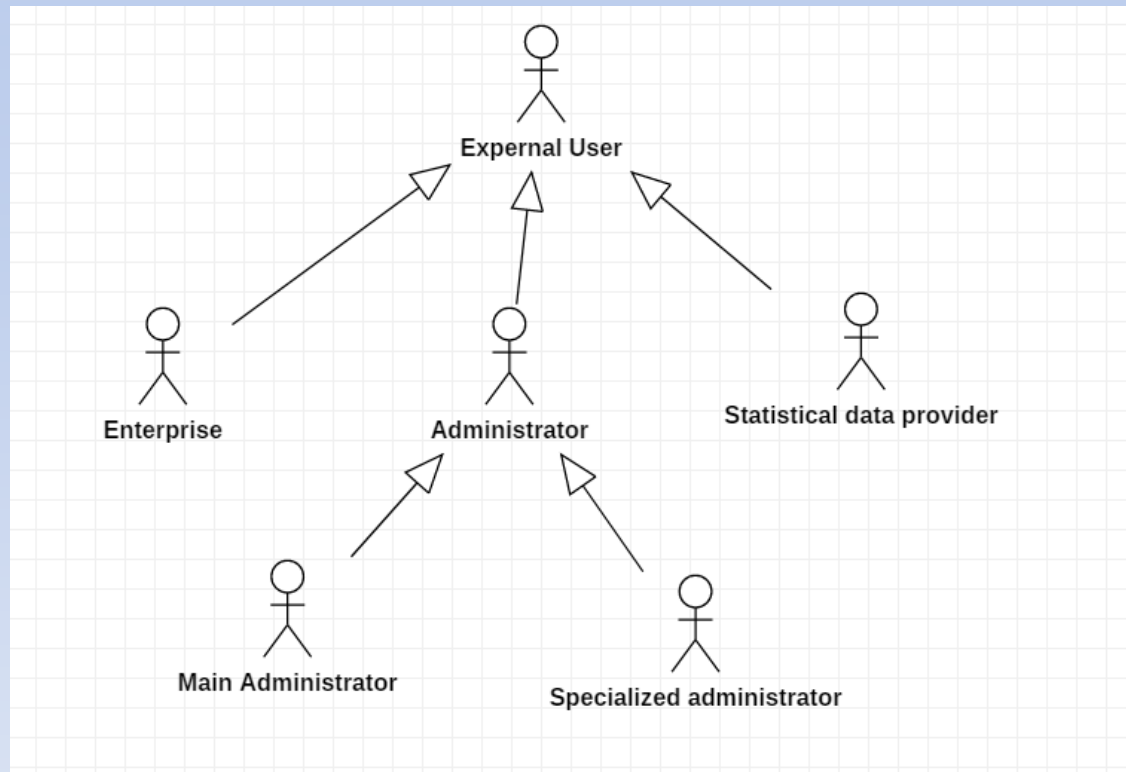 Expernal User
Enterprise
Administrator
Statistical data provider
Main Administrator
Specialized administrator